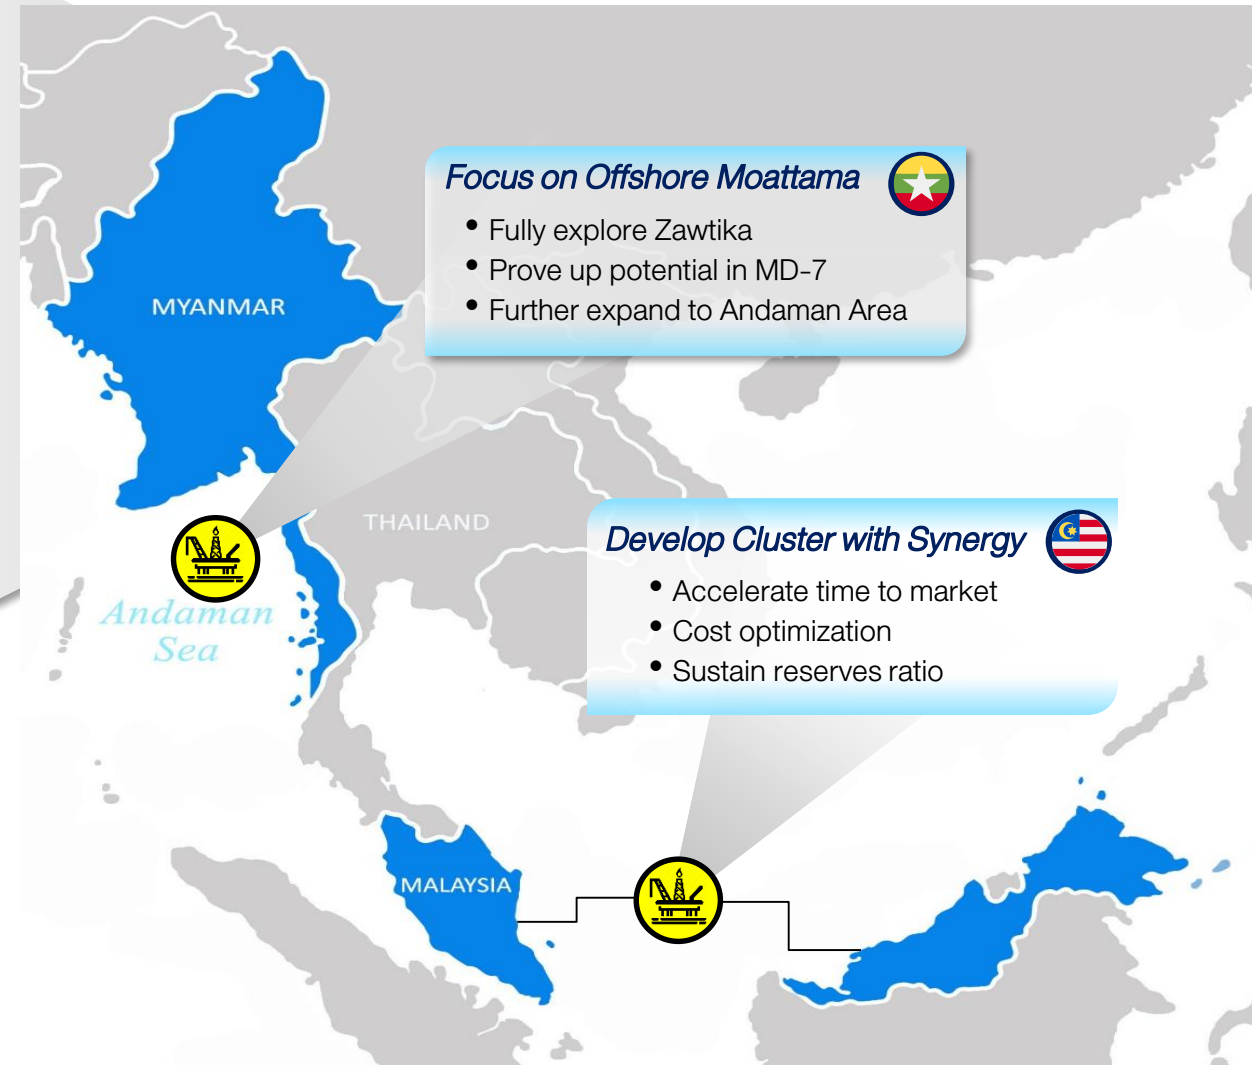 Focus on Offshore Moattama
• Fully explore Zawtika
• Prove up potential in MD-7
• Further expand to Andaman Area
MYANMAR
THAILAND
Develop Cluster with Synergy
• Accelerate time to market
• Cost optimization
• Sustain reserves ratio
Andaman
Sea
MALAYSIA